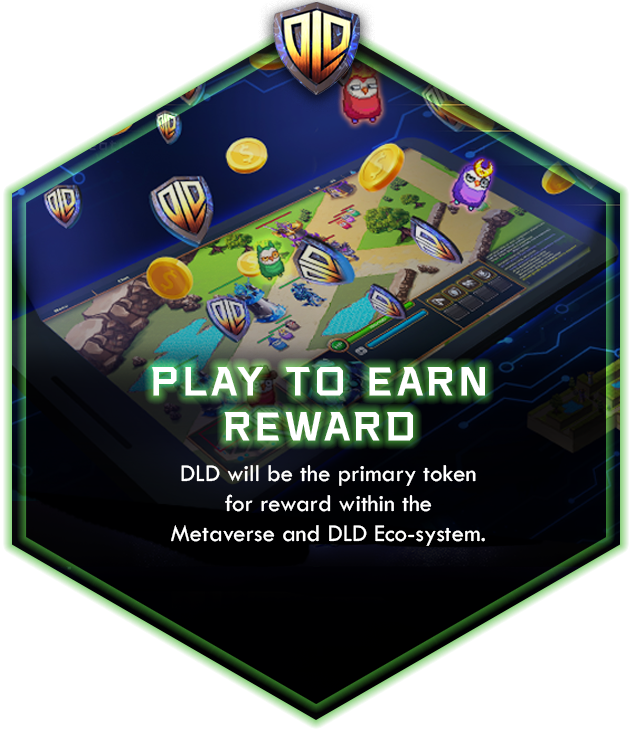 DLD
PLAY TO EARN
REWARD
DLD will be the primary token
for reward within the
Metaverse and DLD Eco-system.